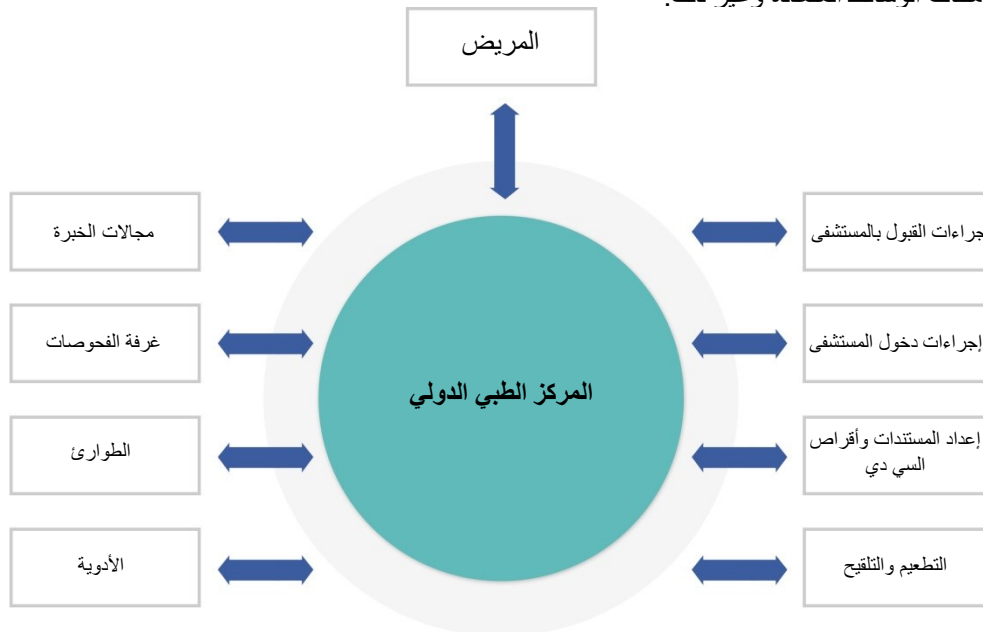 المريض
مجالات الخبرة
جراءات القبول بالمستشفى
غرفة الفحوصات
إجراءات دخول المستشفى
المركز الطبي الدولي
الطوارئ
إعداد المستندات وأقراص
السي دي
الأدوية
التطعيم والتلقيح